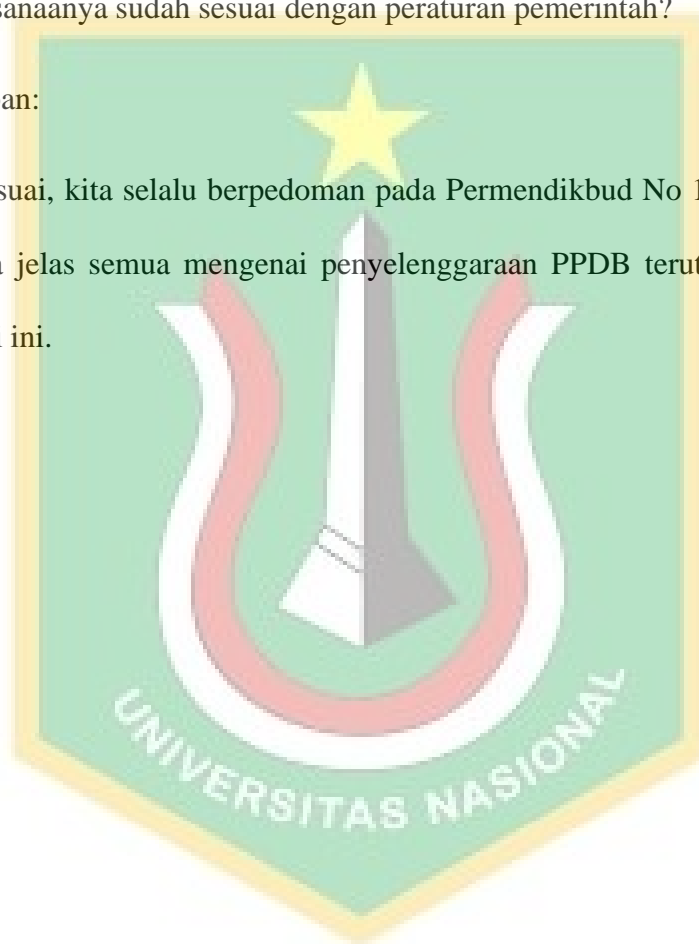 sanaanya sudah sesuai dengan peraturan pemerintah?
an:
suai, kita selalu berpedoman pada Permendikbud No
jelas semua mengenai penyelenggaraan PPDB terut
ini.
UNIVERSITAS NASIONAL